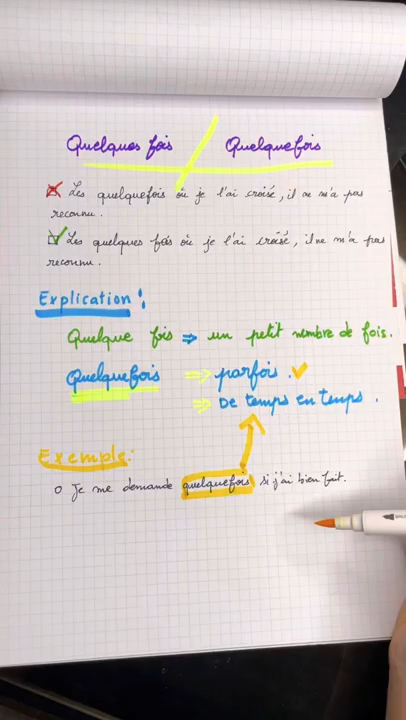 Quelques fois / Quelquefois
Les quelquefois où je l'ai croisé, il ne m'a pas
reconnu.
Les quelques fois où je l'ai croisé, il ne m'a pas
reconnu.
Explication :
Quelque fois ⇒ un petit nombre de fois.
Quelquefois ⇒ parfois.
⇒ De temps en temps.
Exemple :
o Je me demande quelquefois si j'ai bien fait.